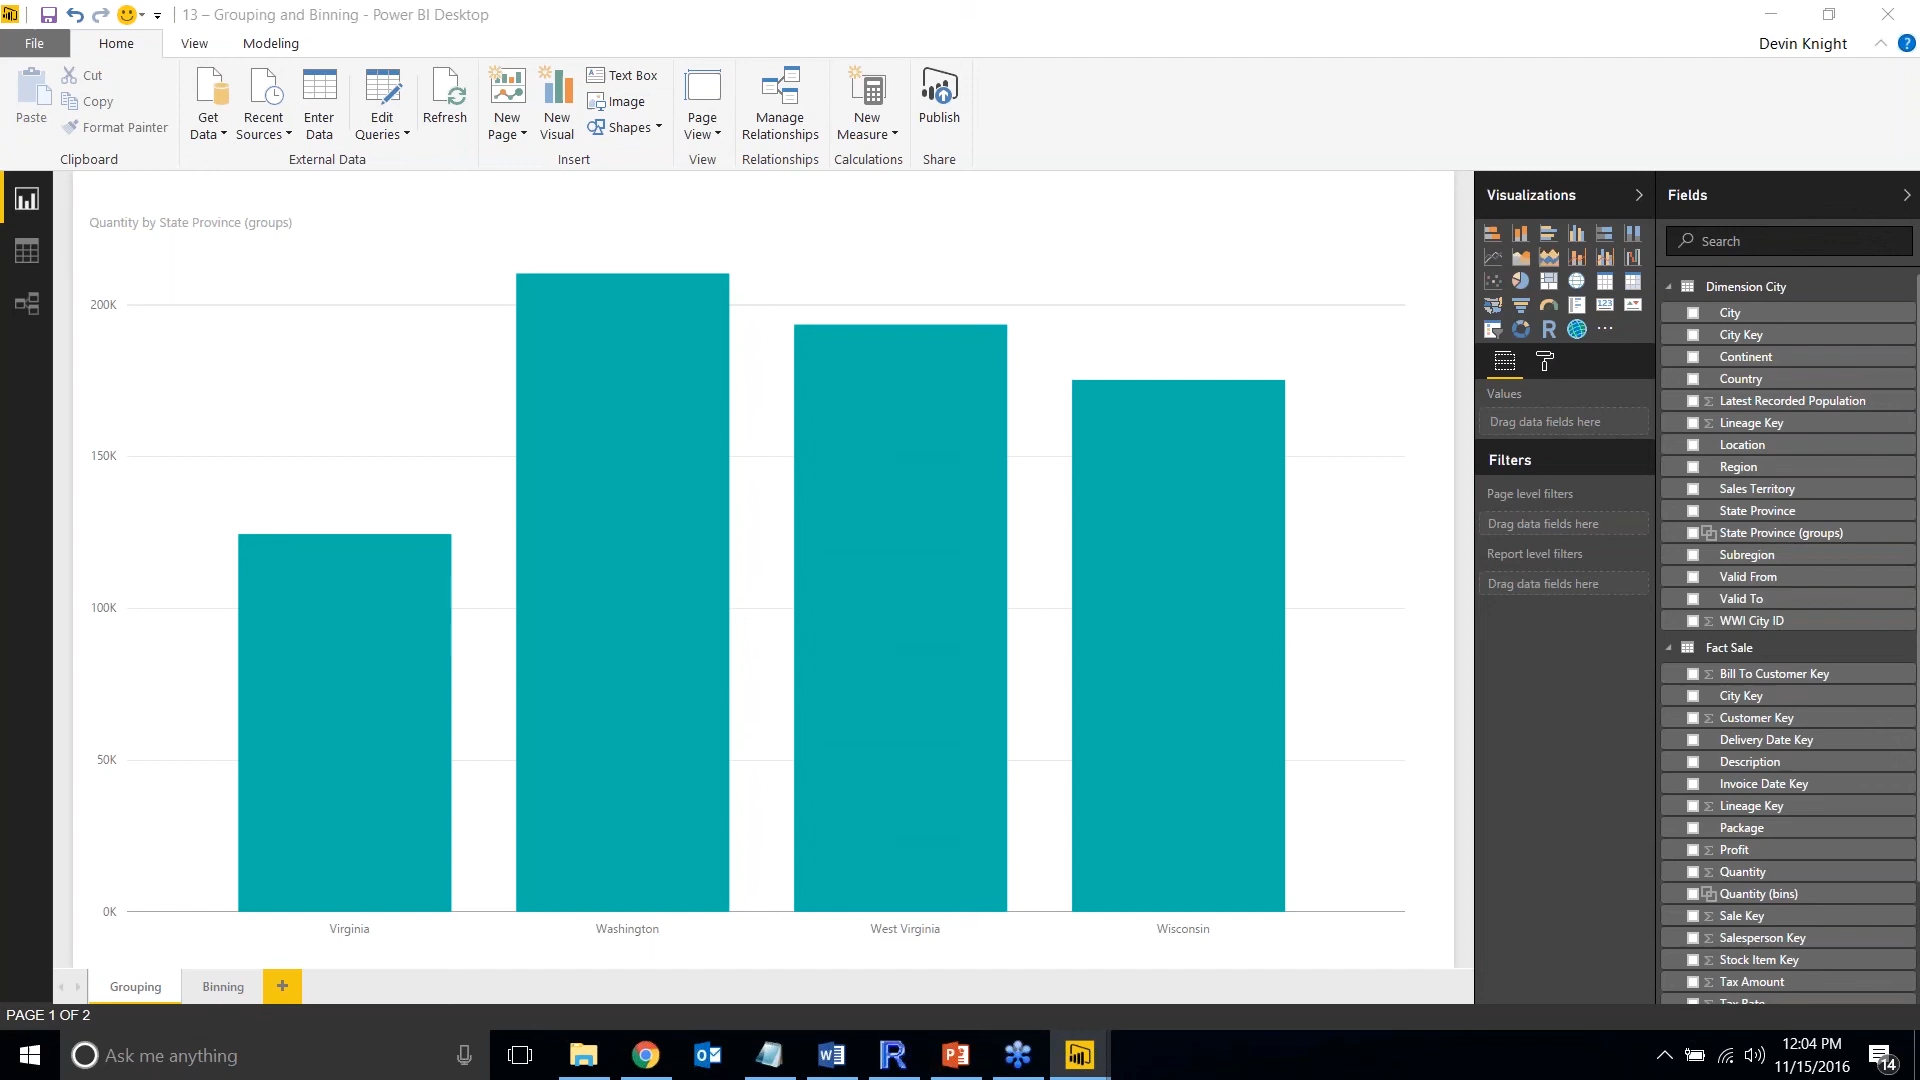 13 – Grouping and Binning - Power BI Desktop
File
Home
View
Modeling
Devin Knight
?
Paste
Cut
Copy
Format Painter
Clipboard
Get
Data
Recent
Sources
Enter
Data
Edit
Queries
Refresh
External Data
New
Page
New
Visual
Text Box
Image
Shapes
Insert
Page
View
View
Manage
Relationships
Relationships
New
Measure
Calculations
Publish
Share
Quantity by State Province (groups)
200K
150K
100K
50K
0K
Virginia
Washington
West Virginia
Wisconsin
Visualizations
123
R
Values
Drag data fields here
Filters
Page level filters
Drag data fields here
Report level filters
Drag data fields here
Fields
Search
Dimension City
City
City Key
Continent
Country
Σ Latest Recorded Population
Σ Lineage Key
Location
Region
Sales Territory
State Province
State Province (groups)
Subregion
Valid From
Valid To
Σ WWI City ID
Fact Sale
Σ Bill To Customer Key
City Key
Σ Customer Key
Delivery Date Key
Description
Invoice Date Key
Σ Lineage Key
Package
Σ Profit
Σ Quantity
Quantity (bins)
Σ Sale Key
Σ Salesperson Key
Σ Stock Item Key
Σ Tax Amount
Σ Tax Rate
Grouping
Binning
+
PAGE 1 OF 2
Ask me anything
12:04 PM
11/15/2016
14